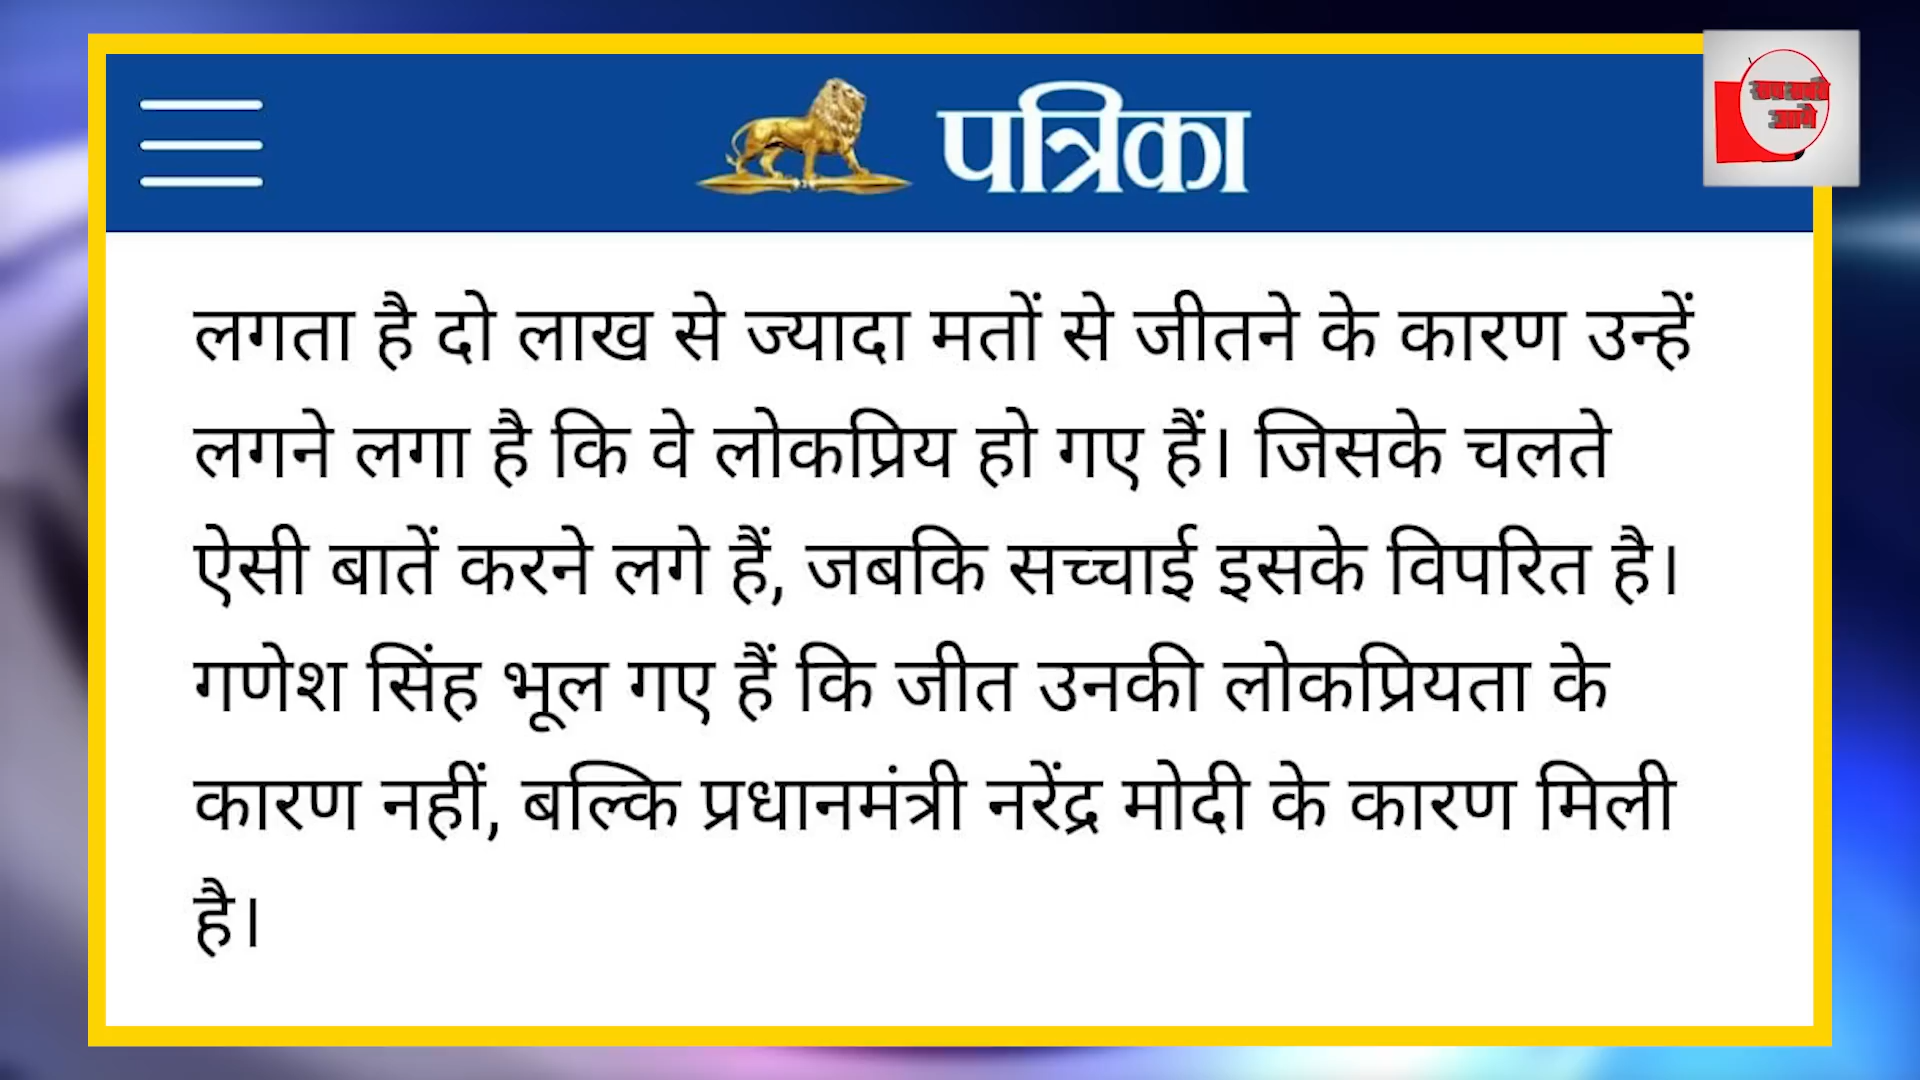 पत्रिका
लगता है दो लाख से ज्यादा मतों से जीतने के कारण उन्हें
लगने लगा है कि वे लोकप्रिय हो गए हैं। जिसके चलते
ऐसी बातें करने लगे हैं, जबकि सच्चाई इसके विपरित है।
गणेश सिंह भूल गए हैं कि जीत उनकी लोकप्रियता के
कारण नहीं, बल्कि प्रधानमंत्री नरेंद्र मोदी के कारण मिली
है।